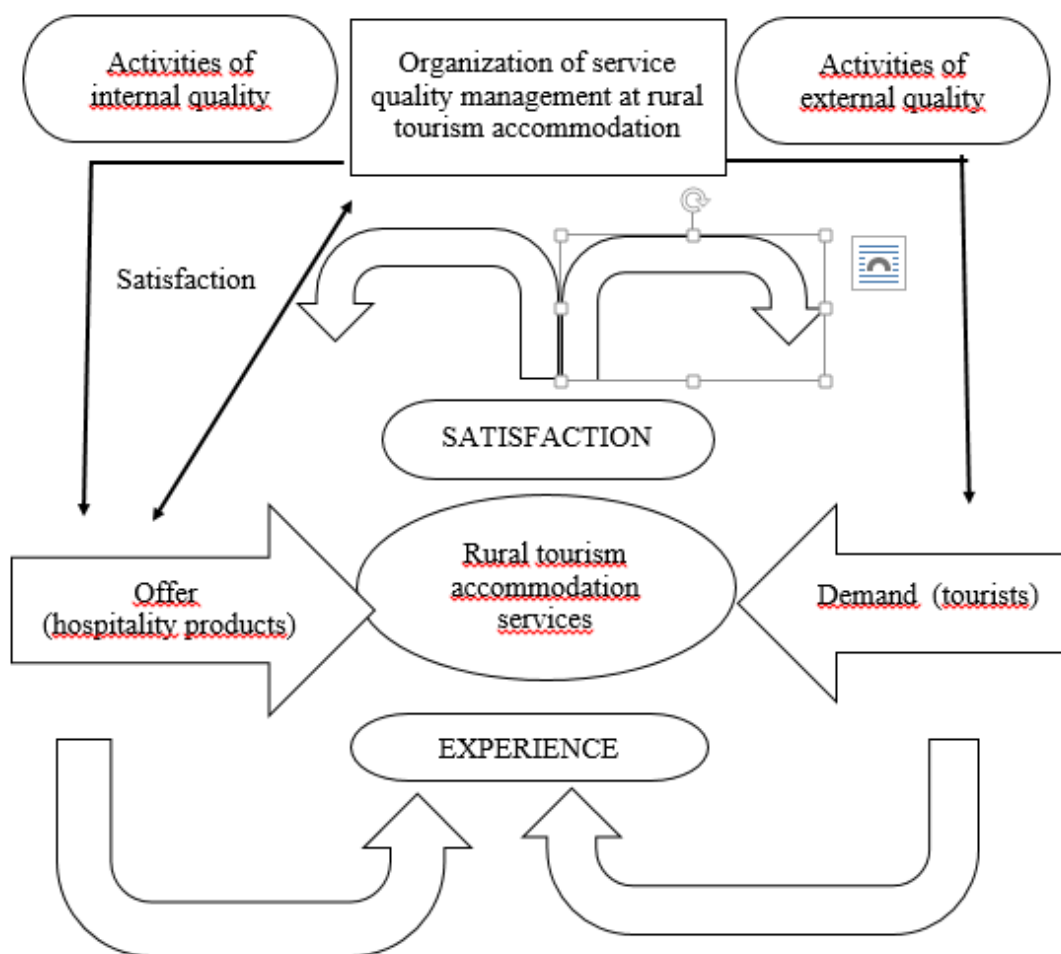 Activities of
internal quality
Organization of service
quality management at rural
tourism accommodation
Activities of
external quality
Satisfaction
SATISFACTION
Rural tourism
accommodation
services
Offer
(hospitality products)
Demand (tourists)
EXPERIENCE